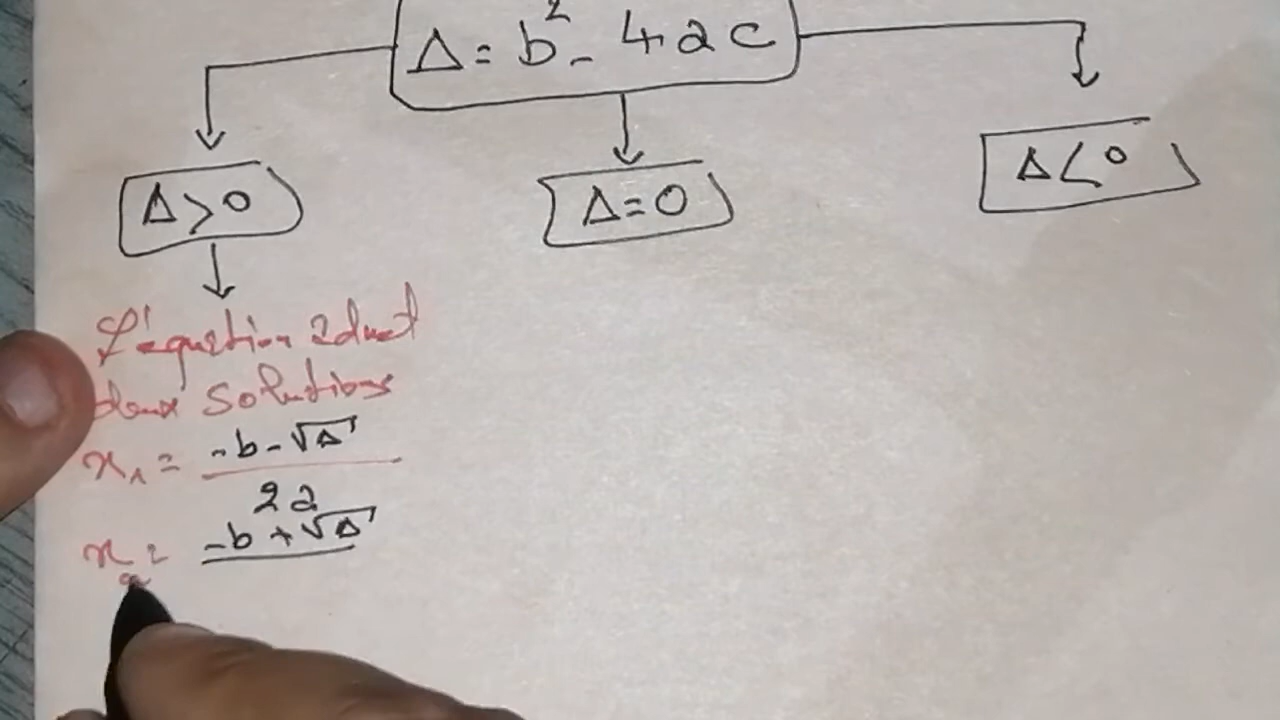 Δ = b² - 4ac
Δ > 0
Δ = 0
Δ < 0
L'équation admet
deux solutions
x₁ = (-b - √Δ) / 2a
x₂ = -b + √Δ